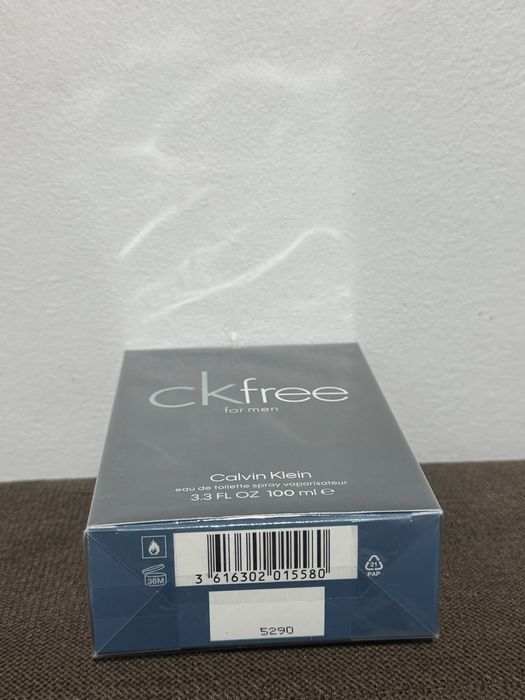 ckfree
for men
Calvin Klein
eau de toilette spray vaporisateur
3.3 FL OZ 100 ml ℮
3 616302 015580
36M
21
PAP
5290